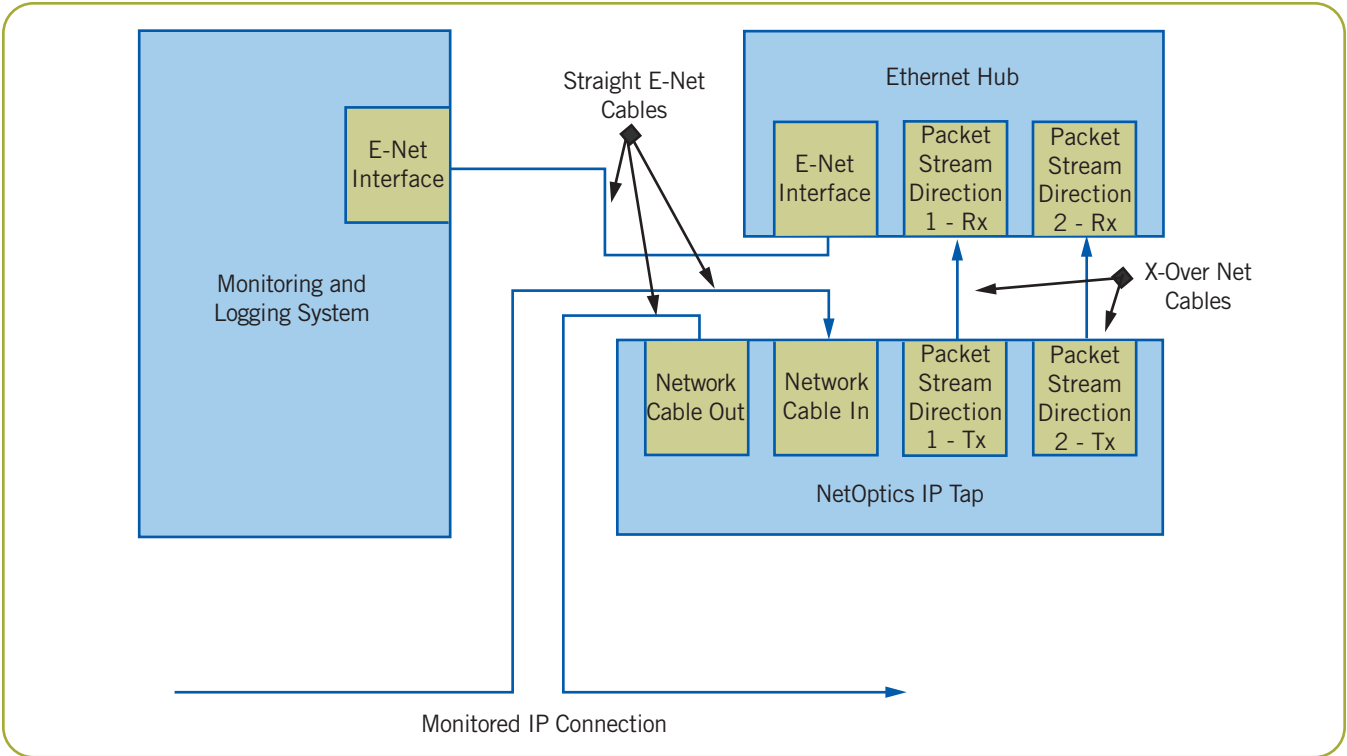 Straight E-Net
Cables
Ethernet Hub
E-Net
Interface
E-Net
Interface
Packet
Stream
Direction
1 - Rx
Packet
Stream
Direction
2 - Rx
Monitoring and
Logging System
X-Over Net
Cables
Network
Cable Out
Network
Cable In
Packet
Stream
Direction
1 - Tx
Packet
Stream
Direction
2 - Tx
NetOptics IP Tap
Monitored IP Connection